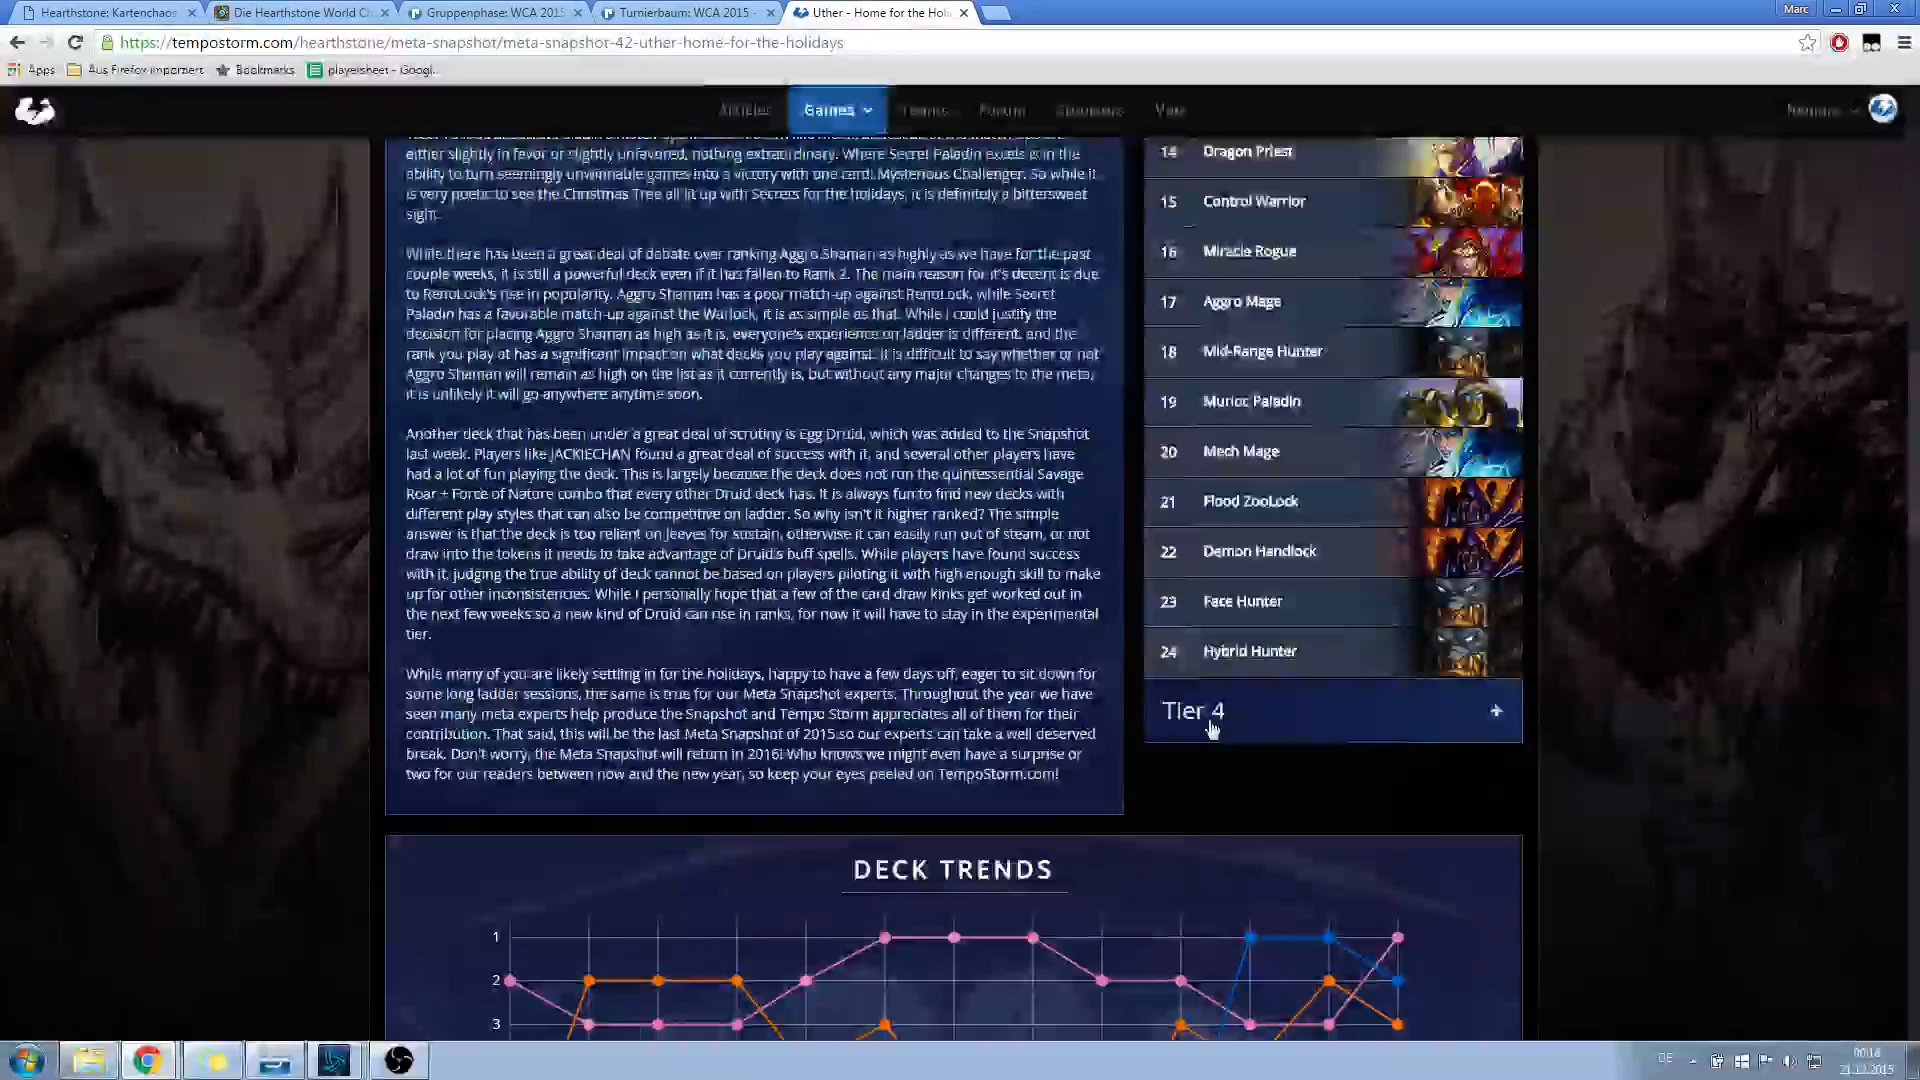 Hearthstone: Kartenchaos
Die Hearthstone World Ch
Gruppenphase: WCA 2015
Turnierbaum: WCA 2015 -
Uther - Home for the Holi
Marc
https://tempostorm.com/hearthstone/meta-snapshot/meta-snapshot-42-uther-home-for-the-holidays
Apps
Aus Firefox importiert
Bookmarks
playersheet - Googl...
Articles
Games
Teams
Forum
Vote
either slightly in favor or slightly unfavored, nothing extraordinary. Where Secret Paladin excels is in the
ability to turn seemingly unwinnable games into a victory with one card: Mysterious Challenger. So while it
is very poetic to see the Christmas Tree all lit up with Secrets for the holidays, it is definitely a bittersweet
sight.
While there has been a great deal of debate over ranking Aggro Shaman as highly as we have for the past
couple weeks, it is still a powerful deck even if it has fallen to Rank 2. The main reason for it's decent is due
to RenoLock's rise in popularity. Aggro Shaman has a poor match-up against RenoLock, while Secret
Paladin has a favorable match-up against the Warlock, it is as simple as that. While I could justify the
decision for placing Aggro Shaman as high as it is, everyone's experience on ladder is different, and the
rank you play at has a significant impact on what decks you play against. It is difficult to say whether or not
Aggro Shaman will remain as high on the list as it currently is, but without any major changes to the meta,
it is unlikely it will go anywhere anytime soon.
Another deck that has been under a great deal of scrutiny is Egg Druid, which was added to the Snapshot
last week. Players like JACKIECHAN found a great deal of success with it, and several other players have
had a lot of fun playing the deck. This is largely because the deck does not run the quintessential Savage
Roar + Force of Nature combo that every other Druid deck has. It is always fun to find new decks with
different play styles that can also be competitive on ladder. So why isn't it higher ranked? The simple
answer is that the deck is too reliant on Jeeves for sustain, otherwise it can easily run out of steam, or not
draw into the tokens it needs to take advantage of Druid's buff spells. While players have found success
with it, judging the true ability of deck cannot be based on players piloting it with high enough skill to make
up for other inconsistences. While I personally hope that a few of the card draw kinks get worked out in
the next few weeks so a new kind of Druid can rise in ranks, for now it will have to stay in the experimental
tier.
While many of you are likely settling in for the holidays, happy to have a few days off, eager to sit down for
some long ladder sessions, the same is true for our Meta Snapshot experts. Throughout the year we have
seen many meta experts help produce the Snapshot and Tempo Storm appreciates all of them for their
contribution. That said, this will be the last Meta Snapshot of 2015 so our experts can take a well deserved
break. Don't worry, the Meta Snapshot will return in 2016! Who knows we might even have a surprise or
two for our readers between now and the new year, so keep your eyes peeled on TempoStorm.com!
14 Dragon Priest
15 Control Warrior
16 Miracle Rogue
17 Aggro Mage
18 Mid-Range Hunter
19 Murloc Paladin
20 Mech Mage
21 Flood ZooLock
22 Demon Handlock
23 Face Hunter
24 Hybrid Hunter
Tier 4 +
DECK TRENDS
1
2
3
DE
00:18
21.12.2015